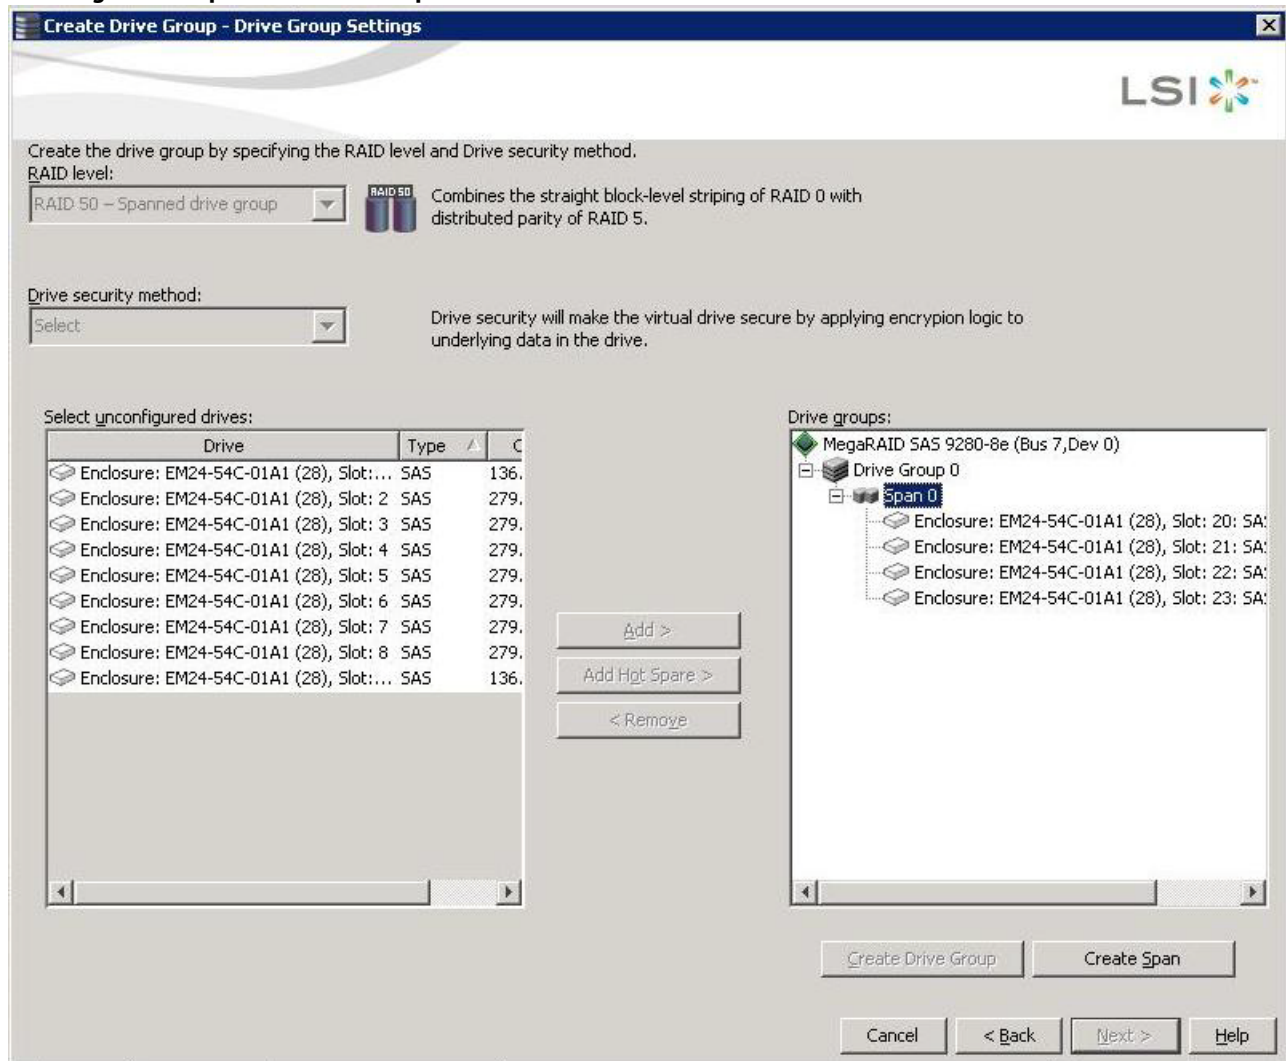 Create Drive Group - Drive Group Settings
LSI
Create the drive group by specifying the RAID level and Drive security method.
RAID level:
RAID 50 – Spanned drive group
RAID 50
Combines the straight block-level striping of RAID 0 with
distributed parity of RAID 5.
Drive security method:
Select
Drive security will make the virtual drive secure by applying encrypion logic to
underlying data in the drive.
Select unconfigured drives:
Drive Type C
Enclosure: EM24-54C-01A1 (28), Slot:... SAS 136.
Enclosure: EM24-54C-01A1 (28), Slot: 2 SAS 279.
Enclosure: EM24-54C-01A1 (28), Slot: 3 SAS 279.
Enclosure: EM24-54C-01A1 (28), Slot: 4 SAS 279.
Enclosure: EM24-54C-01A1 (28), Slot: 5 SAS 279.
Enclosure: EM24-54C-01A1 (28), Slot: 6 SAS 279.
Enclosure: EM24-54C-01A1 (28), Slot: 7 SAS 279.
Enclosure: EM24-54C-01A1 (28), Slot: 8 SAS 279.
Enclosure: EM24-54C-01A1 (28), Slot:... SAS 136.
Add >
Add Hot Spare >
< Remove
Drive groups:
MegaRAID SAS 9280-8e (Bus 7,Dev 0)
Drive Group 0
Span 0
Enclosure: EM24-54C-01A1 (28), Slot: 20: SA
Enclosure: EM24-54C-01A1 (28), Slot: 21: SA
Enclosure: EM24-54C-01A1 (28), Slot: 22: SA
Enclosure: EM24-54C-01A1 (28), Slot: 23: SA
Create Drive Group
Create Span
Cancel
< Back
Next >
Help